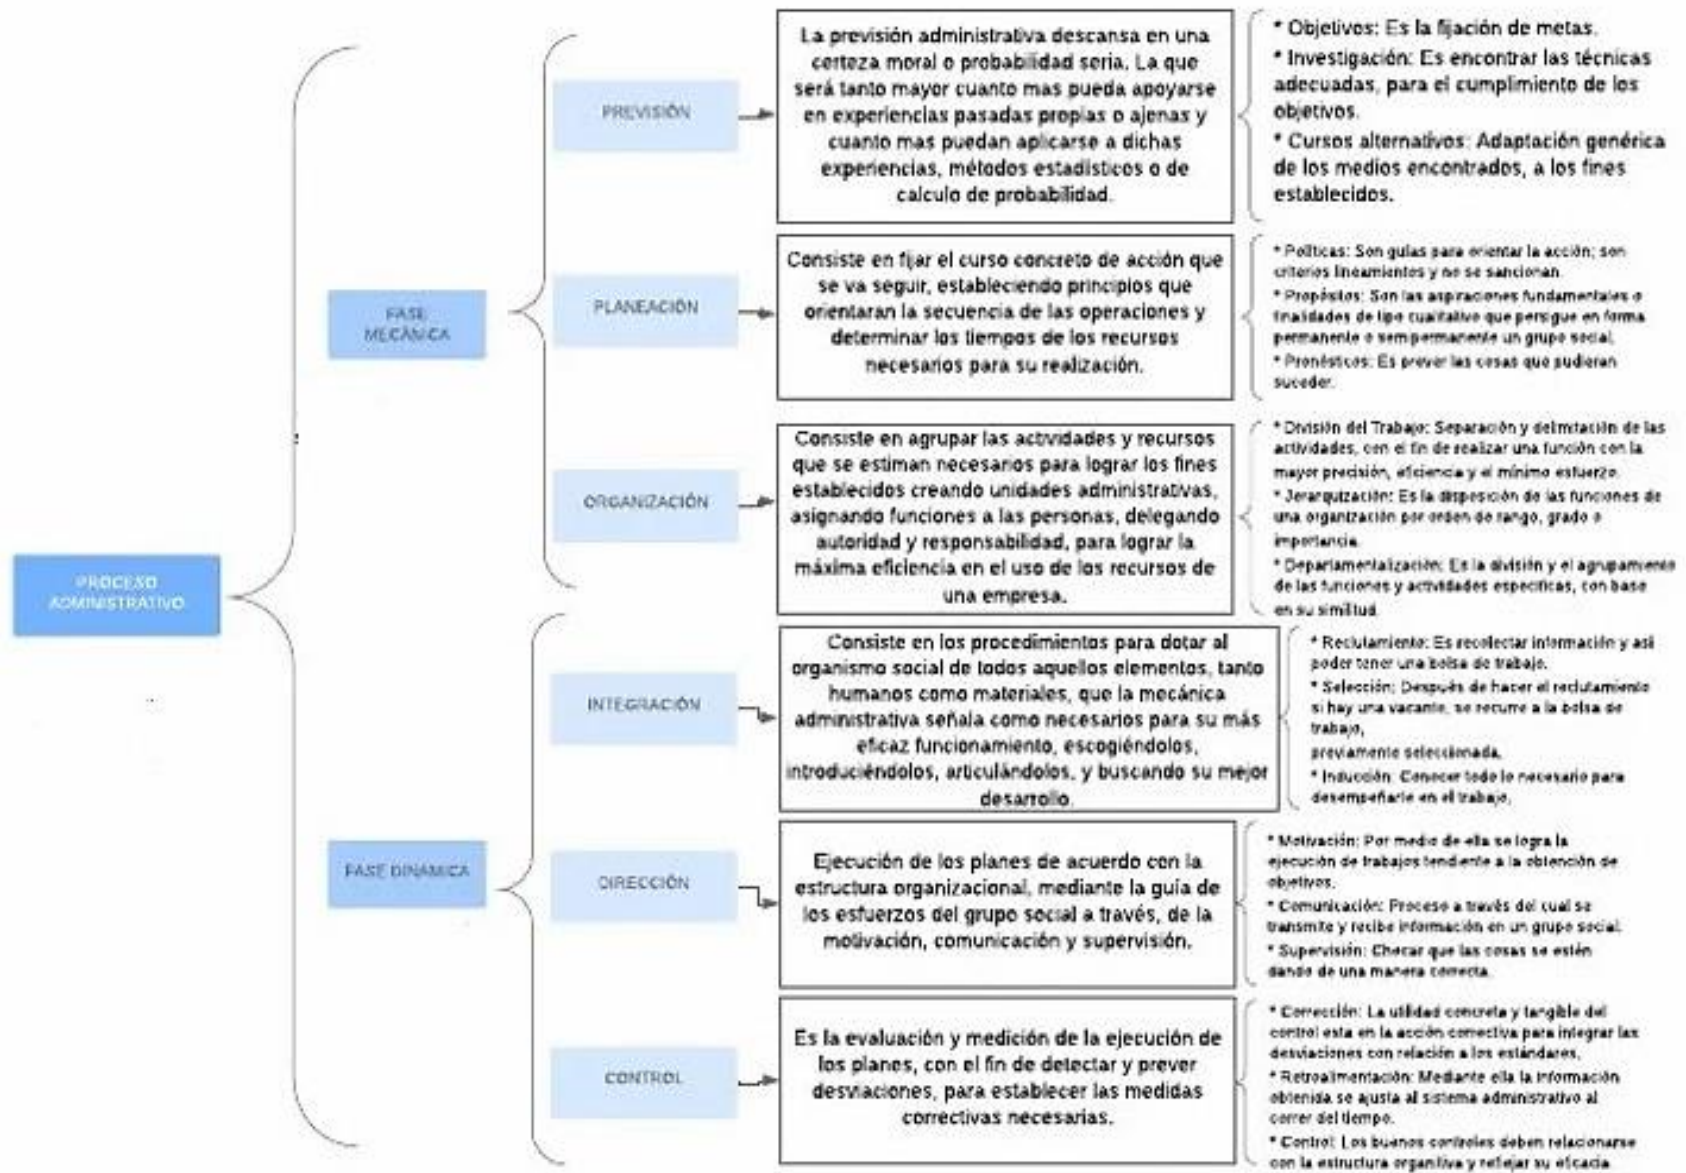 PROCESO
ADMINISTRATIVO
FASE
MECÁNICA
PREVISIÓN
La previsión administrativa descansa en una
certeza moral o probabilidad seria. La que
será tanto mayor cuanto mas pueda apoyarse
en experiencias pasadas propias o ajenas y
cuanto mas puedan aplicarse a dichas
experiencias, métodos estadísticos o de
calculo de probabilidad.
* Objetivos: Es la fijación de metas.
* Investigación: Es encontrar las técnicas
adecuadas, para el cumplimiento de los
objetivos.
* Cursos alternativos: Adaptación genérica
de los medios encontrados, a los fines
establecidos.
PLANEACIÓN
Consiste en fijar el curso concreto de acción que
se va seguir, estableciendo principios que
orientaran la secuencia de las operaciones y
determinar los tiempos de los recursos
necesarios para su realización.
* Políticas: Son guías para orientar la acción; son
criterios lineamientos y no se sancionan.
* Propósitos: Son las aspiraciones fundamentales o
finalidades de tipo cualitativo que persigue en forma
permanente o sempermanente un grupo social.
* Pronósticos: Es prever las cosas que pudieran
suceder.
ORGANIZACIÓN
Consiste en agrupar las actividades y recursos
que se estiman necesarios para lograr los fines
establecidos creando unidades administrativas,
asignando funciones a las personas, delegando
autoridad y responsabilidad, para lograr la
máxima eficiencia en el uso de los recursos de
una empresa.
* División del Trabajo: Separación y delimitación de las
actividades, con el fin de realizar una función con la
mayor precisión, eficiencia y el mínimo esfuerzo.
* Jerarquización: Es la disposición de las funciones de
una organización por orden de rango, grado o
importancia.
* Departamentalización: Es la división y el agrupamiento
de las funciones y actividades específicas, con base
en su similitud.
FASE DINÁMICA
INTEGRACIÓN
Consiste en los procedimientos para dotar al
organismo social de todos aquellos elementos, tanto
humanos como materiales, que la mecánica
administrativa señala como necesarios para su más
eficaz funcionamiento, escogiéndolos,
introduciéndolos, articulándolos, y buscando su mejor
desarrollo.
* Reclutamiento: Es recolectar información y así
poder tener una bolsa de trabajo.
* Selección: Después de hacer el reclutamiento
si hay una vacante, se recurre a la bolsa de
trabajo,
previamente seleccionada.
* Inducción: Conocer todo lo necesario para
desempeñarte en el trabajo.
DIRECCIÓN
Ejecución de los planes de acuerdo con la
estructura organizacional, mediante la guía de
los esfuerzos del grupo social a través, de la
motivación, comunicación y supervisión.
* Motivación: Por medio de ella se logra la
ejecución de trabajos tendiente a la obtención de
objetivos.
* Comunicación: Proceso a través del cual se
transmite y recibe información en un grupo social.
* Supervisión: Checar que las cosas se estén
dando de una manera correcta.
CONTROL
Es la evaluación y medición de la ejecución de
los planes, con el fin de detectar y prever
desviaciones, para establecer las medidas
correctivas necesarias.
* Corrección: La utilidad concreta y tangible del
control esta en la acción correctiva para integrar las
desviaciones con relación a los estándares.
* Retroalimentación: Mediante ella la información
obtenida se ajusta al sistema administrativo al
correr del tiempo.
* Control: Los buenos controles deben relacionarse
con la estructura organitiva y reflejar su eficacia.